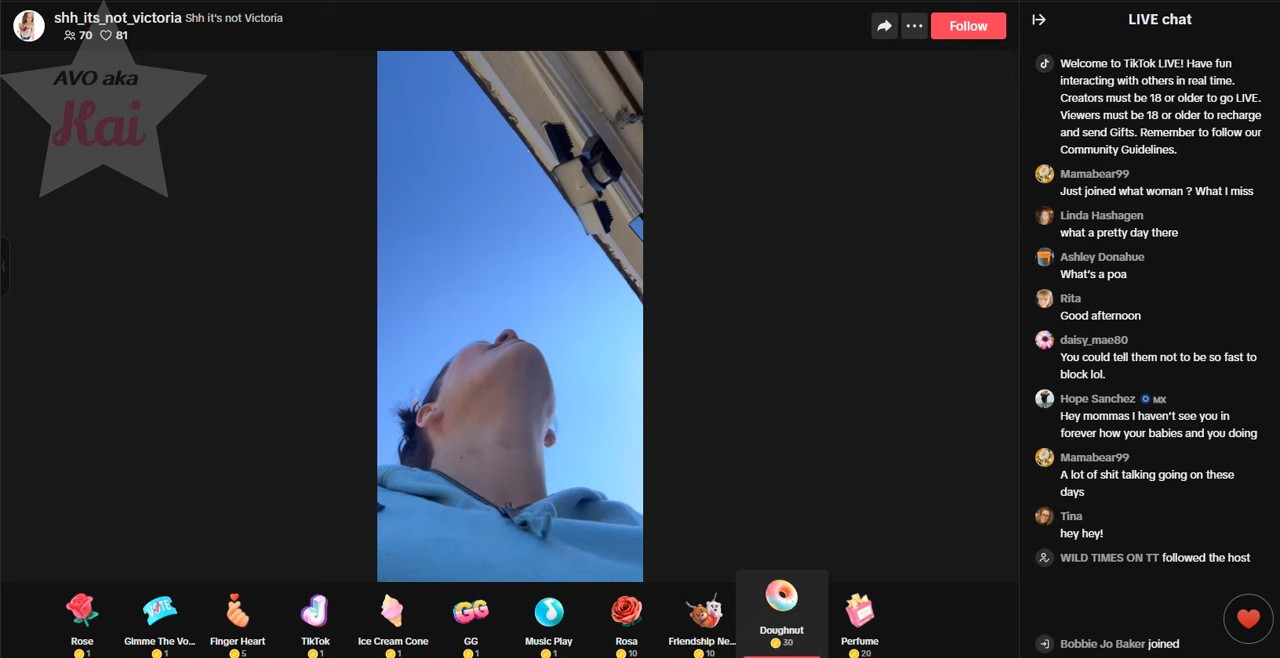 shh_its_not_victoria Shh it's not Victoria
70 81
Follow
AVO aka
Kai
LIVE chat
Welcome to TikTok LIVE! Have fun
interacting with others in real time.
Creators must be 18 or older to go LIVE.
Viewers must be 18 or older to recharge
and send Gifts. Remember to follow our
Community Guidelines.
Mamabear99
Just joined what woman ? What I miss
Linda Hashagen
what a pretty day there
Ashley Donahue
What's a poa
Rita
Good afternoon
daisy_mae80
You could tell them not to be so fast to
block lol.
Hope Sanchez MX
Hey mommas I haven't see you in
forever how your babies and you doing
Mamabear99
A lot of shit talking going on these
days
Tina
hey hey!
WILD TIMES ON TT followed the host
Bobbie Jo Baker joined
VOTE
GG
Rose Gimme The Vo... Finger Heart TikTok Ice Cream Cone GG Music Play Rosa Friendship Ne... Doughnut Perfume
1 1 5 1 1 1 1 10 10 30 20